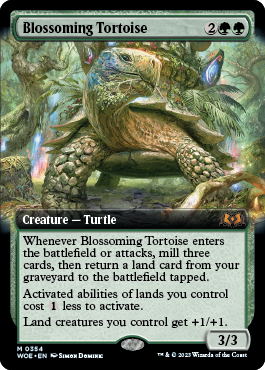 Blossoming Tortoise 2
Creature — Turtle
Whenever Blossoming Tortoise enters
the battlefield or attacks, mill three
cards, then return a land card from your
graveyard to the battlefield tapped.
Activated abilities of lands you control
cost 1 less to activate.
Land creatures you control get +1/+1.
3/3
M 0354
WOE • EN Simon Dominic
™ & © 2023 Wizards of the Coast